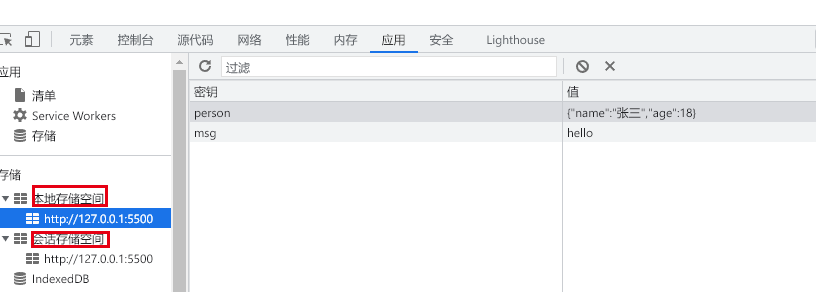 元素 控制台 源代码 网络 性能 内存 应用 安全 Lighthouse
应用
过滤
清单
Service Workers
存储
存储
本地存储空间
http://127.0.0.1:5500
会话存储空间
http://127.0.0.1:5500
IndexedDB
密钥 值
person {"name":"张三","age":18}
msg hello